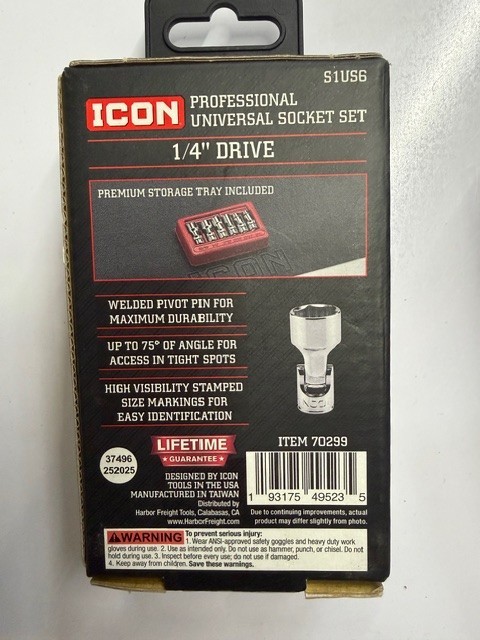 S1US6
ICON
PROFESSIONAL
UNIVERSAL SOCKET SET
1/4" DRIVE
PREMIUM STORAGE TRAY INCLUDED
ICON
WELDED PIVOT PIN FOR
MAXIMUM DURABILITY
UP TO 75° OF ANGLE FOR
ACCESS IN TIGHT SPOTS
HIGH VISIBILITY STAMPED
SIZE MARKINGS FOR
EASY IDENTIFICATION
ICON
LIFETIME
GUARANTEE
37496
252025
DESIGNED BY ICON
TOOLS IN THE USA
MANUFACTURED IN TAIWAN
Distributed by
Harbor Freight Tools, Calabasas, CA
www.HarborFreight.com
ITEM 70299
1 93175 49523 5
Due to continuing improvements, actual
product may differ slightly from photo.
WARNING To prevent serious injury:
1. Wear ANSI-approved safety goggles and heavy duty work
gloves during use. 2. Use as intended only. Do not use as hammer, punch, or chisel. Do not
hold during use. 3. Inspect before every use; do not use if damaged.
4. Keep away from children. Save these warnings.